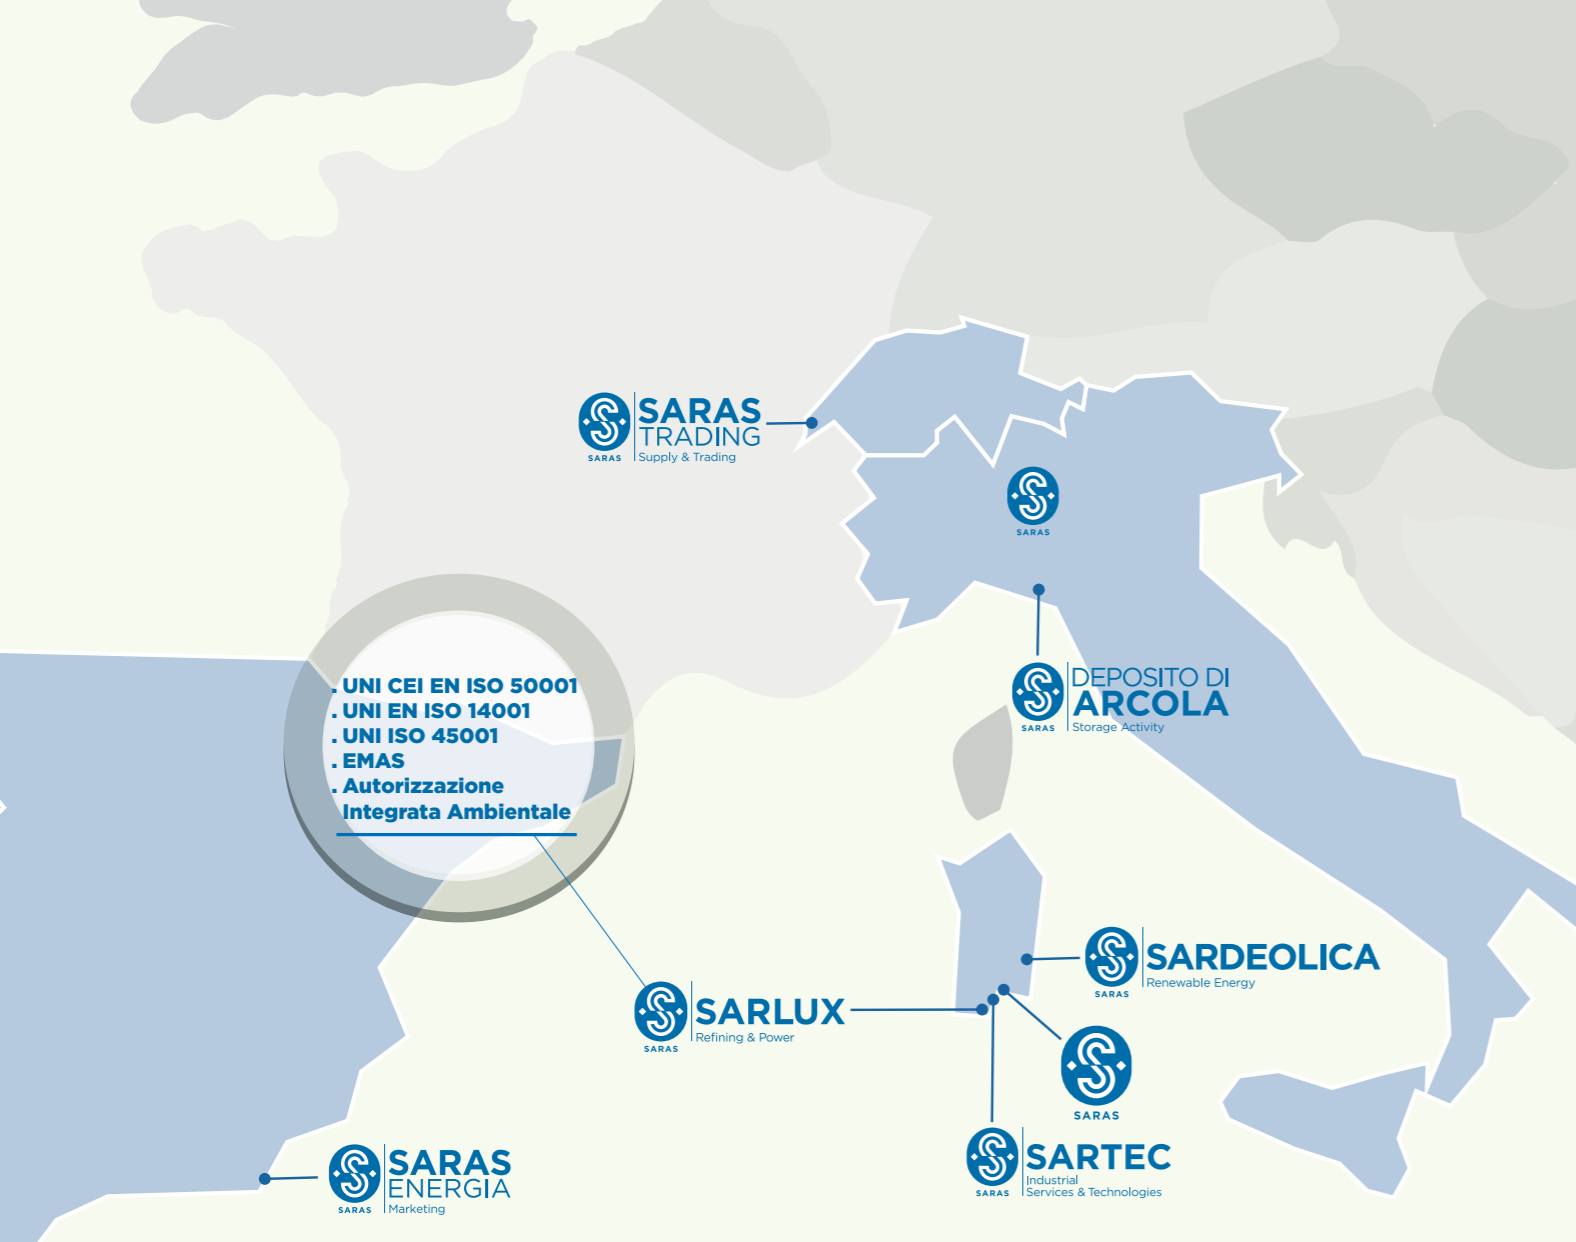 SARAS
SARAS
TRADING
Supply & Trading
SARAS
. UNI CEI EN ISO 50001
. UNI EN ISO 14001
. UNI ISO 45001
. EMAS
. Autorizzazione
Integrata Ambientale
SARAS
DEPOSITO DI
ARCOLA
Storage Activity
SARAS
SARDEOLICA
Renewable Energy
SARAS
SARLUX
Refining & Power
SARAS
SARAS
SARTEC
Industrial
Services & Technologies
SARAS
SARAS
ENERGIA
Marketing